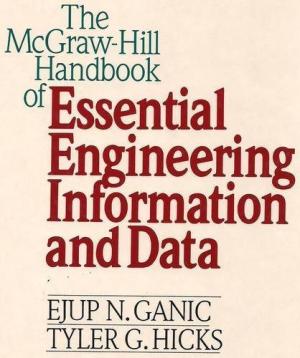 The
McGraw-Hill
Handbook
of Essential
Engineering
Information
and Data
EJUP N. GANIC
TYLER G. HICKS